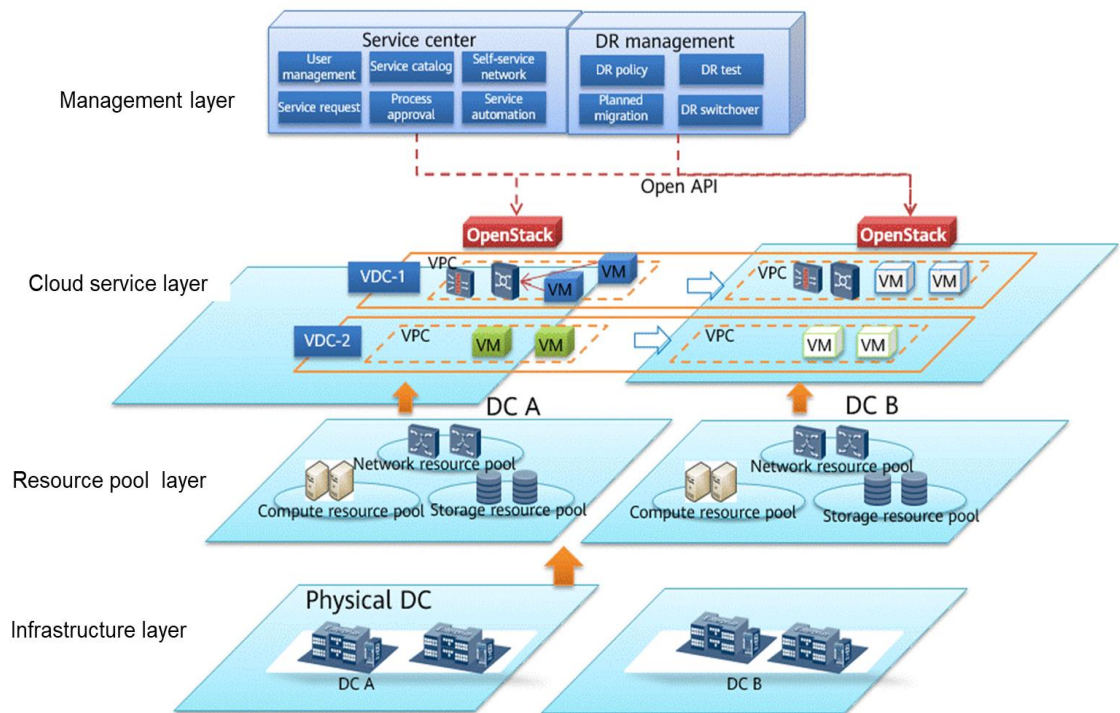 Service center
DR management
User
management
Service catalog
Self-service
network
DR policy
DR test
Management layer
Service request
Process
approval
Service
automation
Planned
migration
DR switchover
Open API
OpenStack
OpenStack
Cloud service layer
VDC-1
VPC
VM
VM
VPC
VM
VM
VDC-2
VPC
VM
VM
VPC
VM
VM
DC A
DC B
Resource pool layer
Network resource pool
Compute resource pool
Storage resource pool
Network resource pool
Compute resource pool
Storage resource pool
Infrastructure layer
Physical DC
DC A
DC B